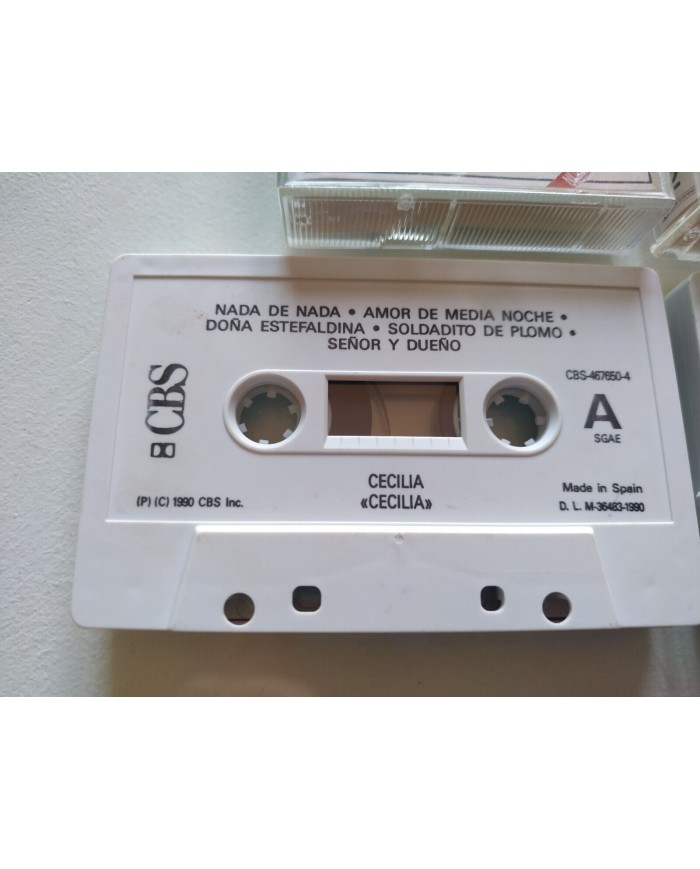 NADA DE NADA • AMOR DE MEDIA NOCHE •
DOÑA ESTEFALDINA • SOLDADITO DE PLOMO •
SEÑOR Y DUEÑO
CBS
CBS-467650-4
A
SGAE
CECILIA
«CECILIA»
(P) (C) 1990 CBS Inc.
Made in Spain
D. L. M-36483-1990